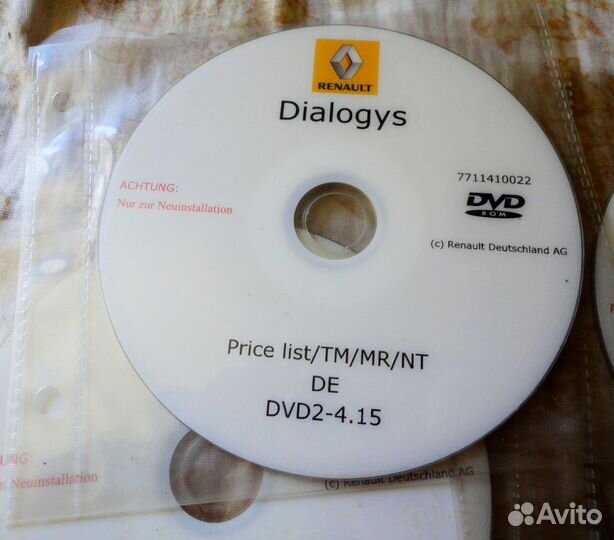 RENAULT
Dialogys
ACHTUNG:
Nur zur Neuinstallation
7711410022
DVD
ROM
(c) Renault Deutschland AG
Price list/TM/MR/NT
DE
DVD2-4.15
NG:
Neuinstallation
(c) Renault Deutschland AG
Avito